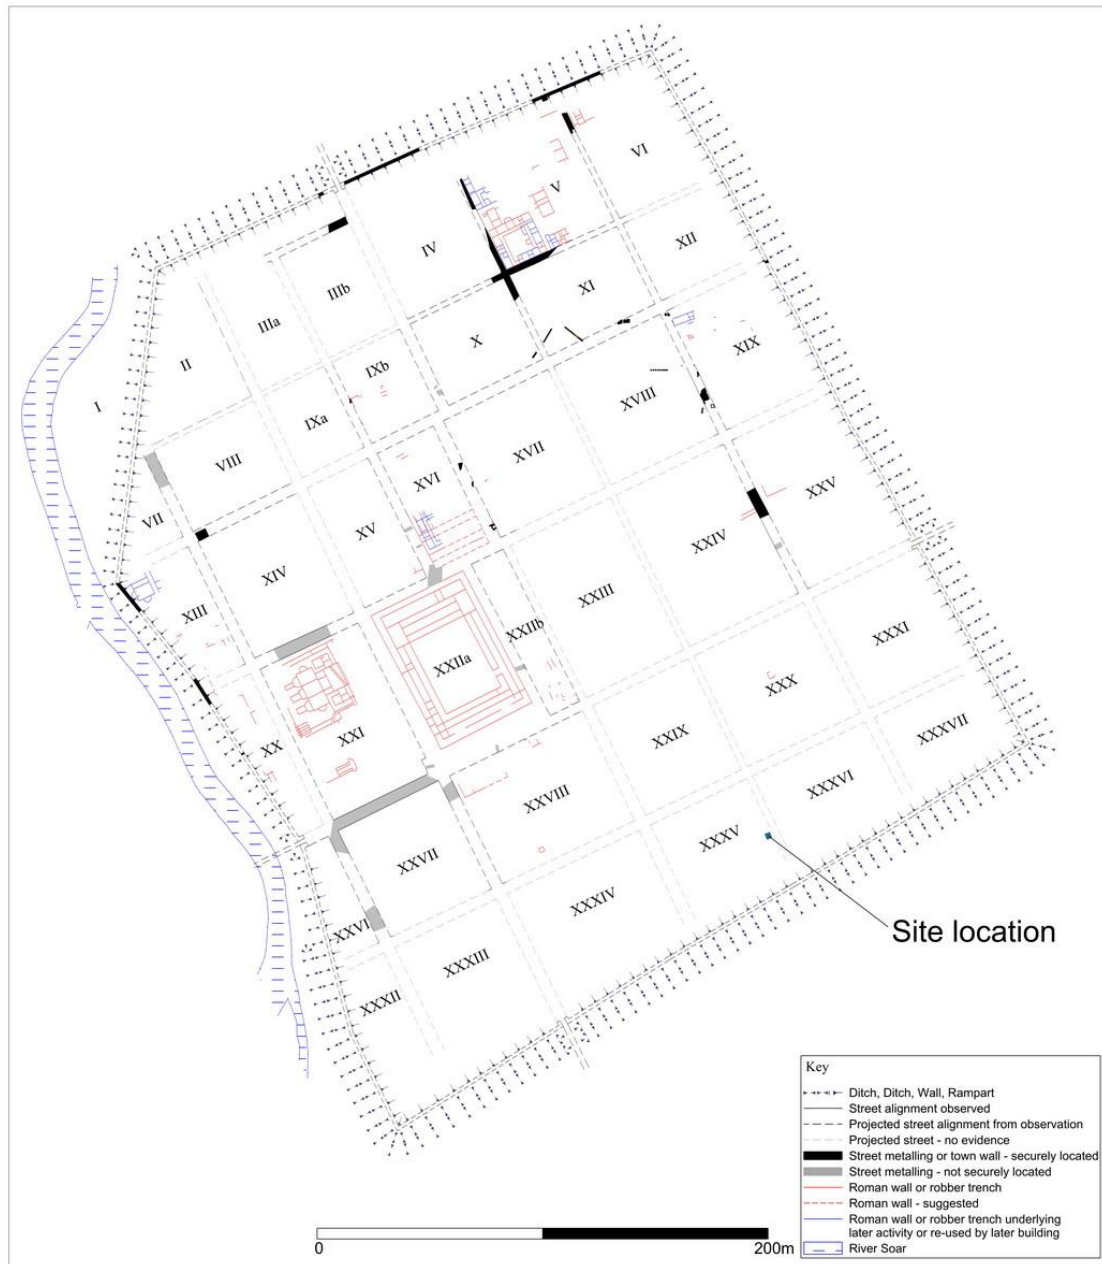 VI
V
IV
XII
IIIb
XI
IIIa
X
XIX
II
IXb
XVIII
I
IXa
XVII
VIII
XVI
XXV
VII
XV
XXIV
XIV
XXIII
XIII
XXIIb
XXXI
XXIIa
XXX
XXI
XX
XXIX
XXXVII
XXXVI
XXVIII
XXXV
XXVII
XXXIV
Site location
XXVI
XXXIII
XXXII
Key
Ditch, Ditch, Wall, Rampart
Street alignment observed
Projected street alignment from observation
Projected street - no evidence
Street metalling or town wall - securely located
Street metalling - not securely located
Roman wall or robber trench
Roman wall - suggested
Roman wall or robber trench underlying
later activity or re-used by later building
River Soar
0
200m